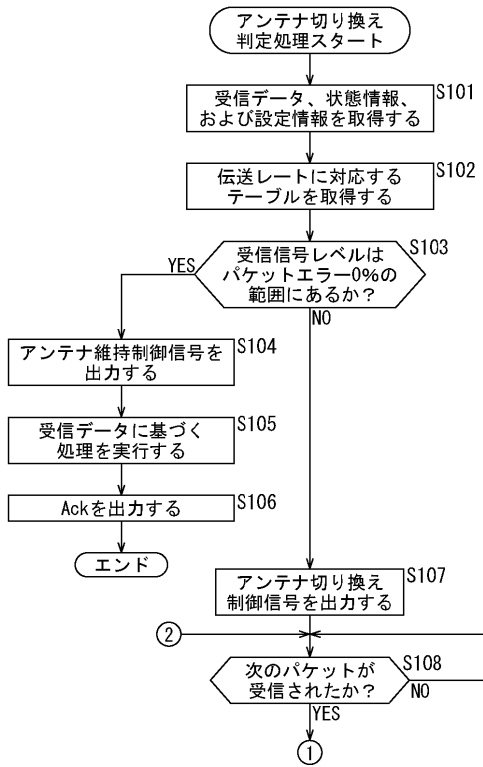 アンテナ切り換え
判定処理スタート
受信データ、状態情報、
および設定情報を取得する
S101
伝送レートに対応する
テーブルを取得する
S102
受信信号レベルは
パケットエラー0%の
範囲にあるか?
S103
YES
NO
アンテナ維持制御信号を
出力する
S104
受信データに基づく
処理を実行する
S105
Ackを出力する
S106
エンド
アンテナ切り換え
制御信号を出力する
S107
②
次のパケットが
受信されたか?
S108
NO
YES
①